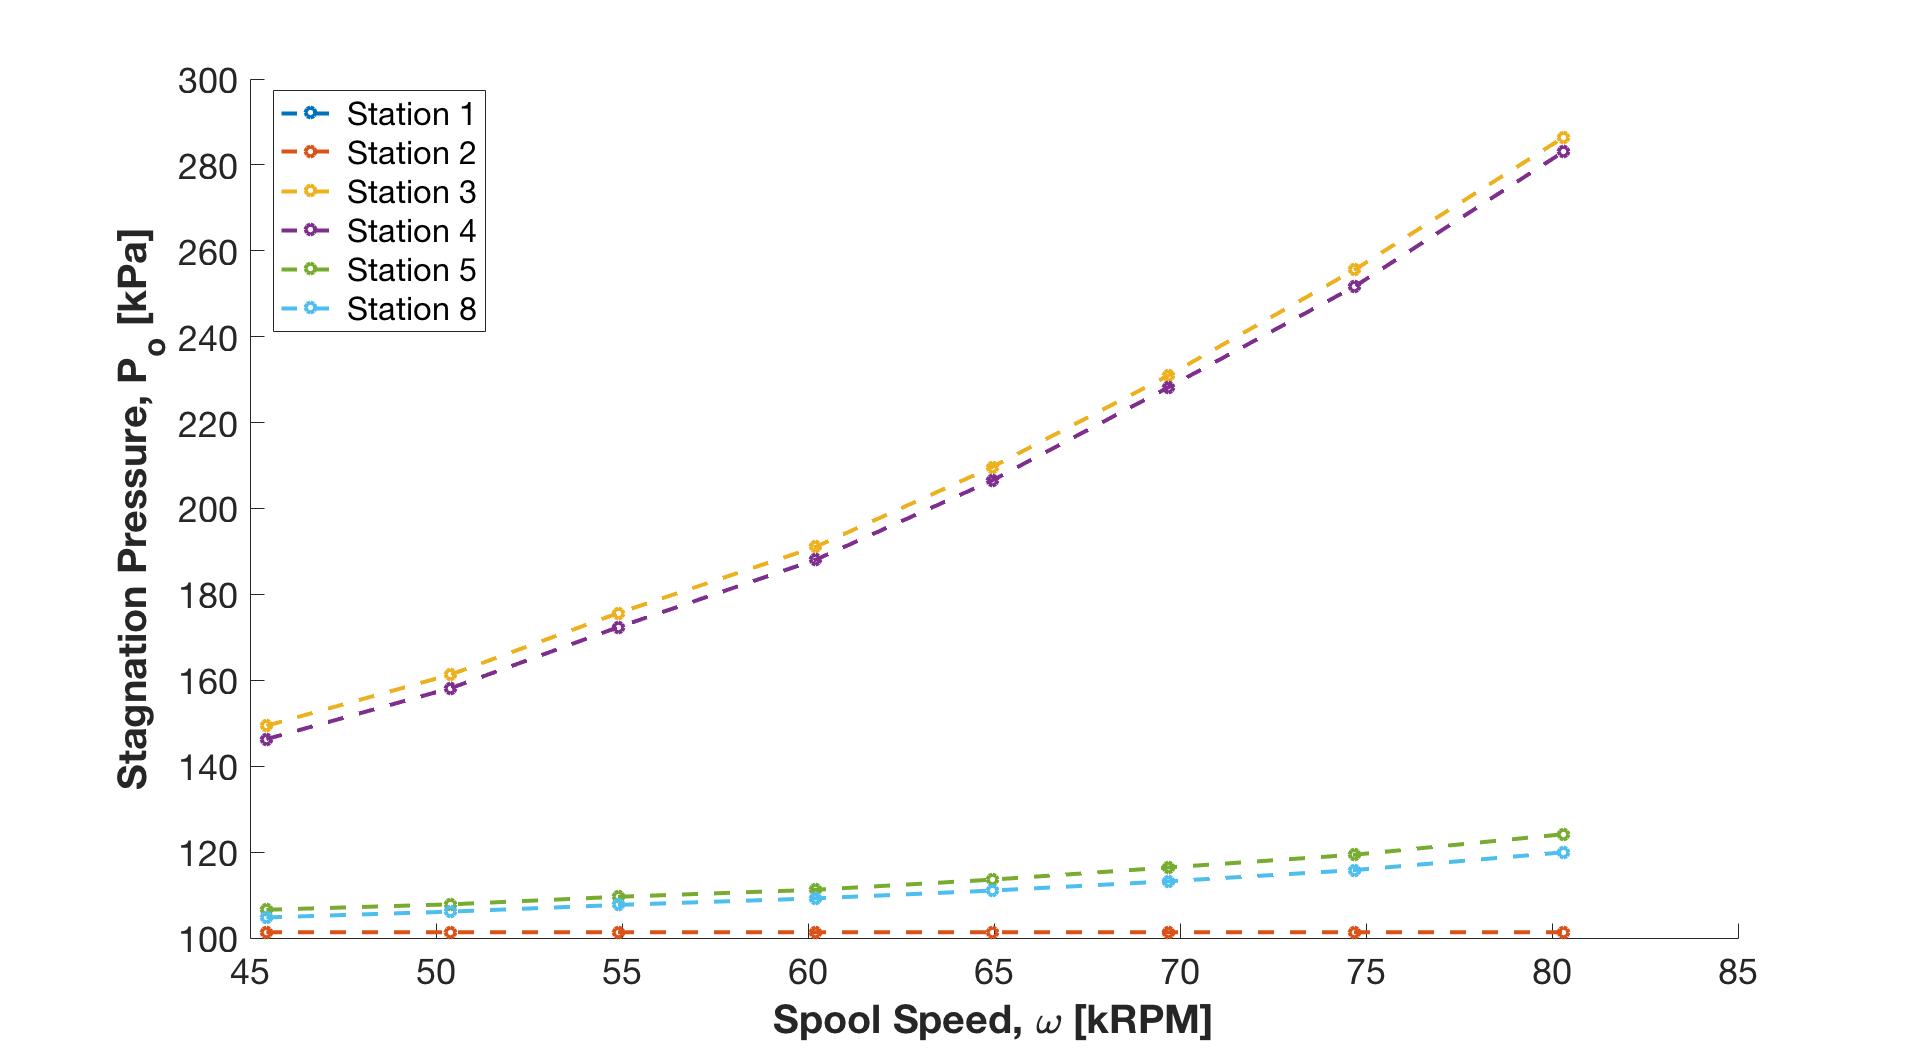 300
280
260
240
220
200
180
160
140
120
100
Stagnation Pressure, Po [kPa]
Station 1
Station 2
Station 3
Station 4
Station 5
Station 8
45 50 55 60 65 70 75 80 85
Spool Speed, ω [kRPM]